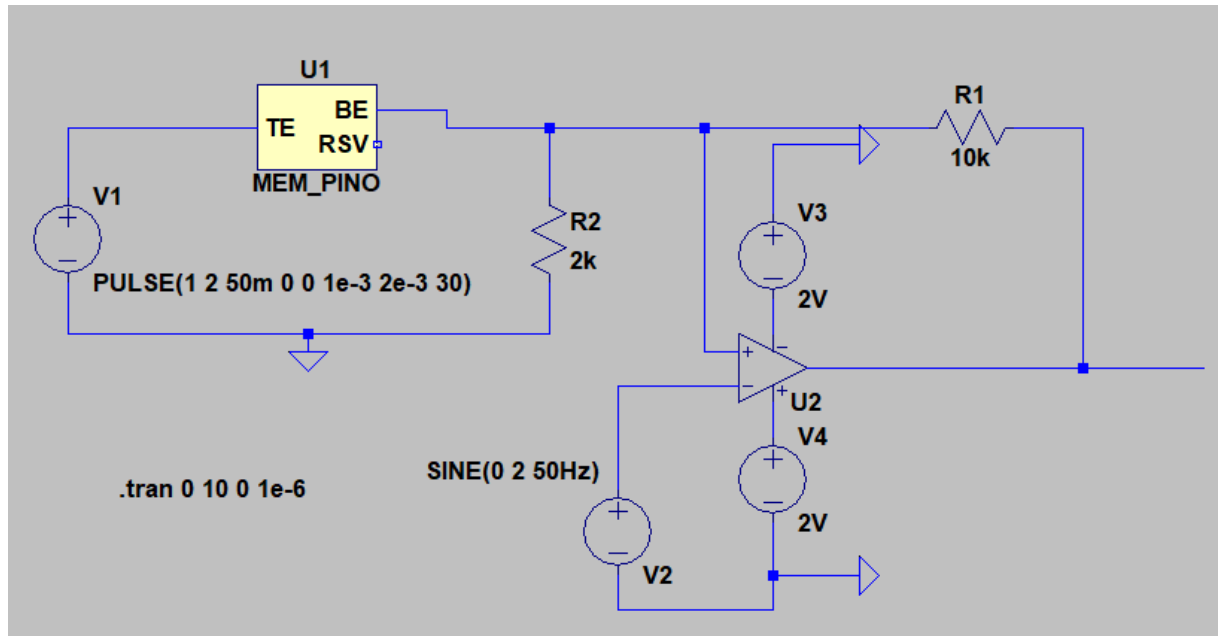 U1
TE
BE
RSV
MEM_PINO
V1
PULSE(1 2 50m 0 0 1e-3 2e-3 30)
R2
2k
R1
10k
V3
2V
U2
V4
2V
SINE(0 2 50Hz)
V2
.tran 0 10 0 1e-6